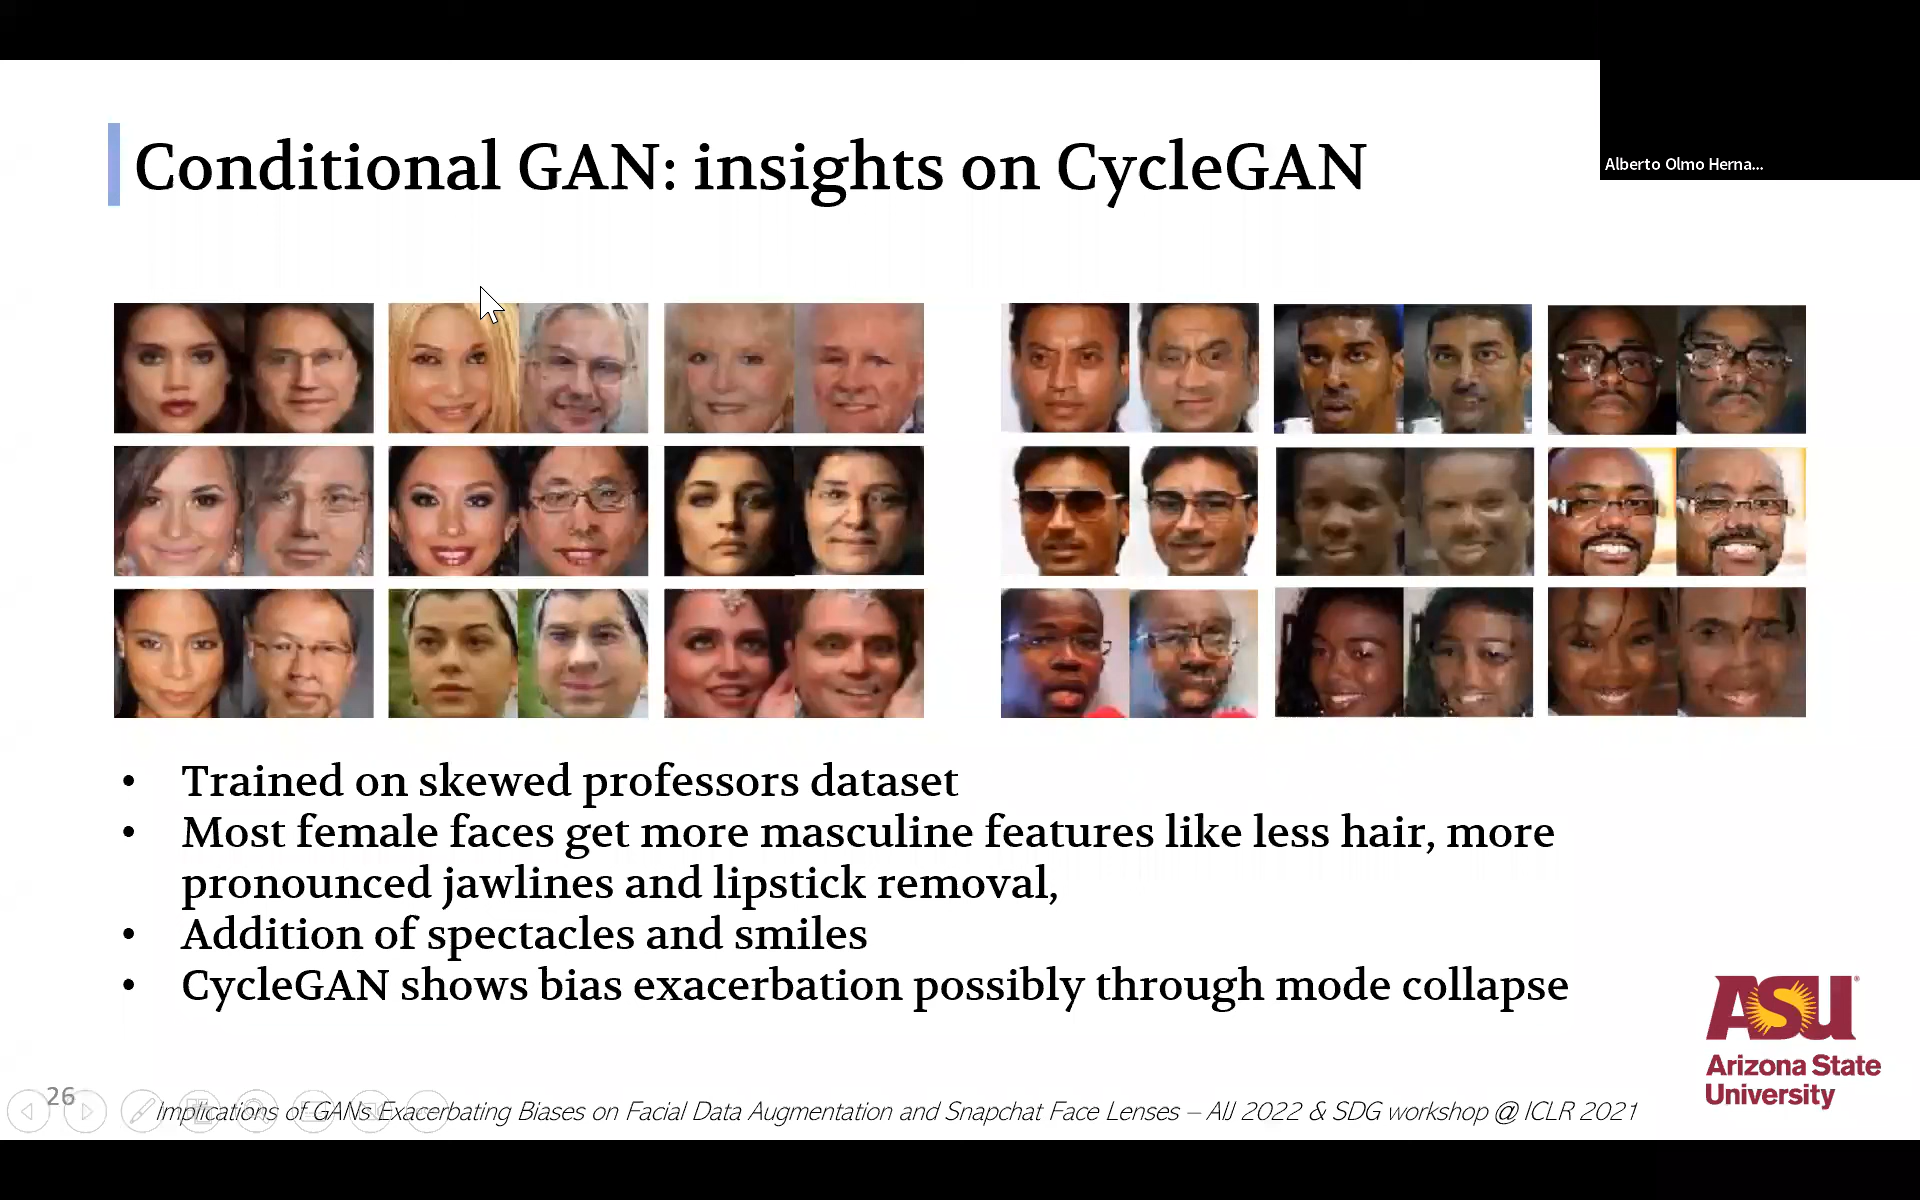 Alberto Olmo Herna...
Conditional GAN: insights on CycleGAN
• Trained on skewed professors dataset
• Most female faces get more masculine features like less hair, more
pronounced jawlines and lipstick removal,
• Addition of spectacles and smiles
• CycleGAN shows bias exacerbation possibly through mode collapse
ASU
Arizona State
University
26
Implications of GANs Exacerbating Biases on Facial Data Augmentation and Snapchat Face Lenses – AIJ 2022 & SDG workshop @ ICLR 2021